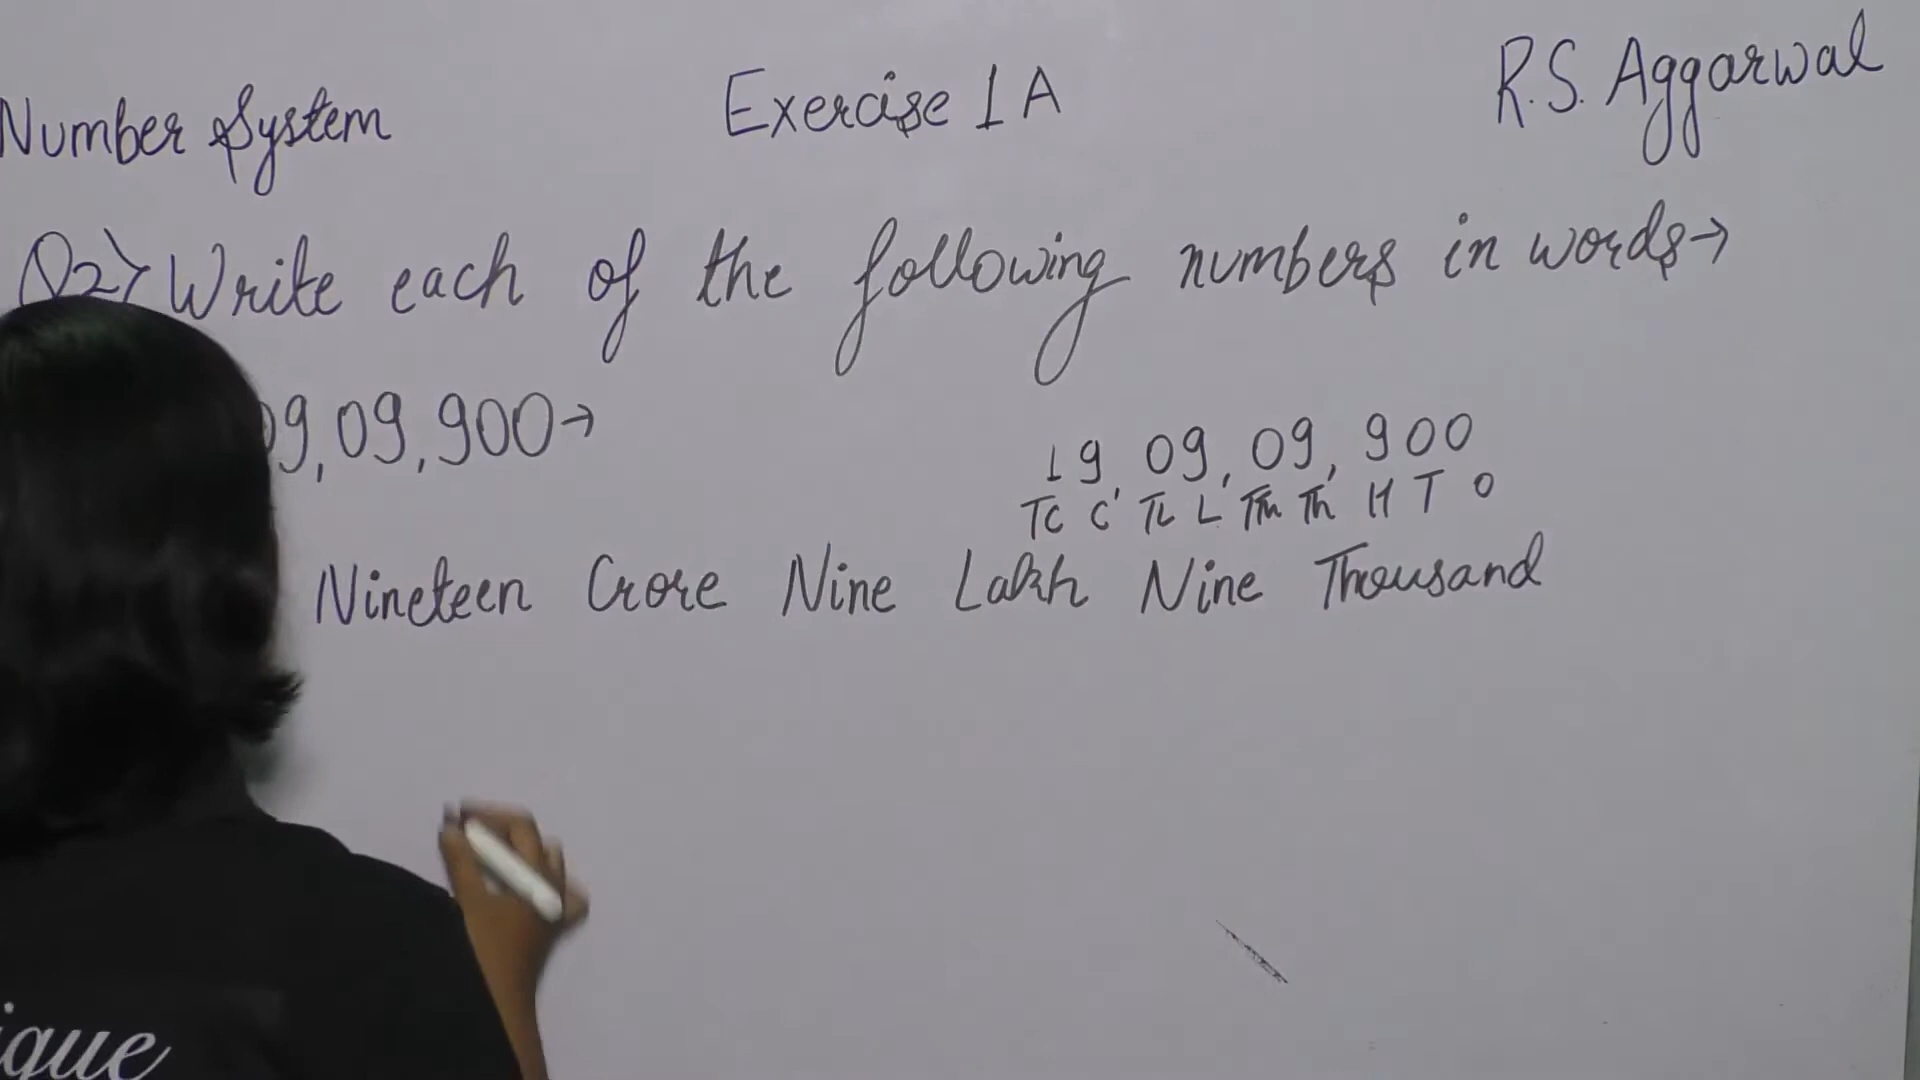 Number System Exercise 1A R.S. Aggarwal
Q2) Write each of the following numbers in words→
9,09,900→
19,09,09,900
TC C TL L TTh Th H T O
Nineteen Crore Nine Lakh Nine Thousand